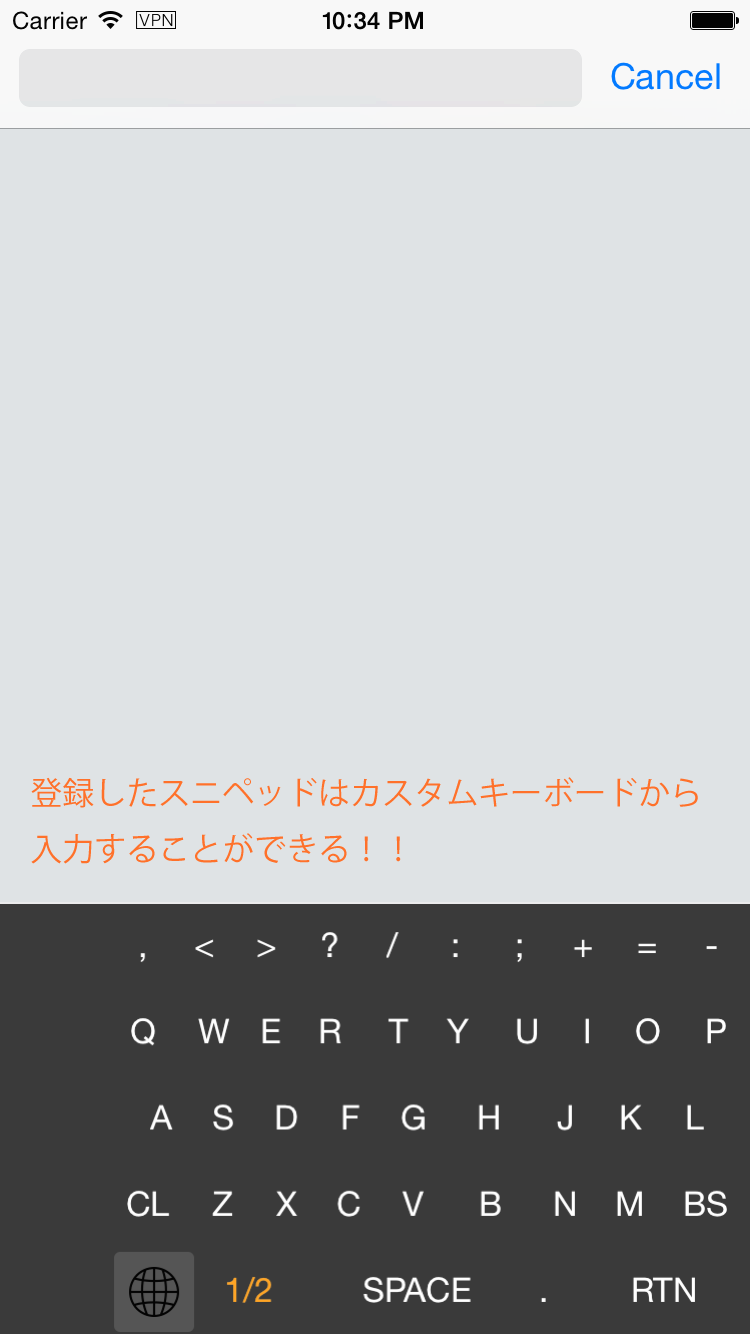 Carrier VPN 10:34 PM
Cancel
登録したスニペッドはカスタムキーボードから
入力することができる！！
, < > ? / : ; + = -
Q W E R T Y U I O P
A S D F G H J K L
CL Z X C V B N M BS
1/2 SPACE . RTN